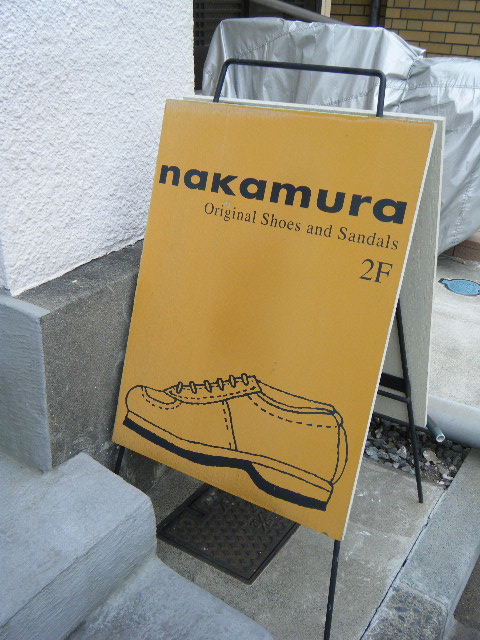 nakamura
Original Shoes and Sandals
2F